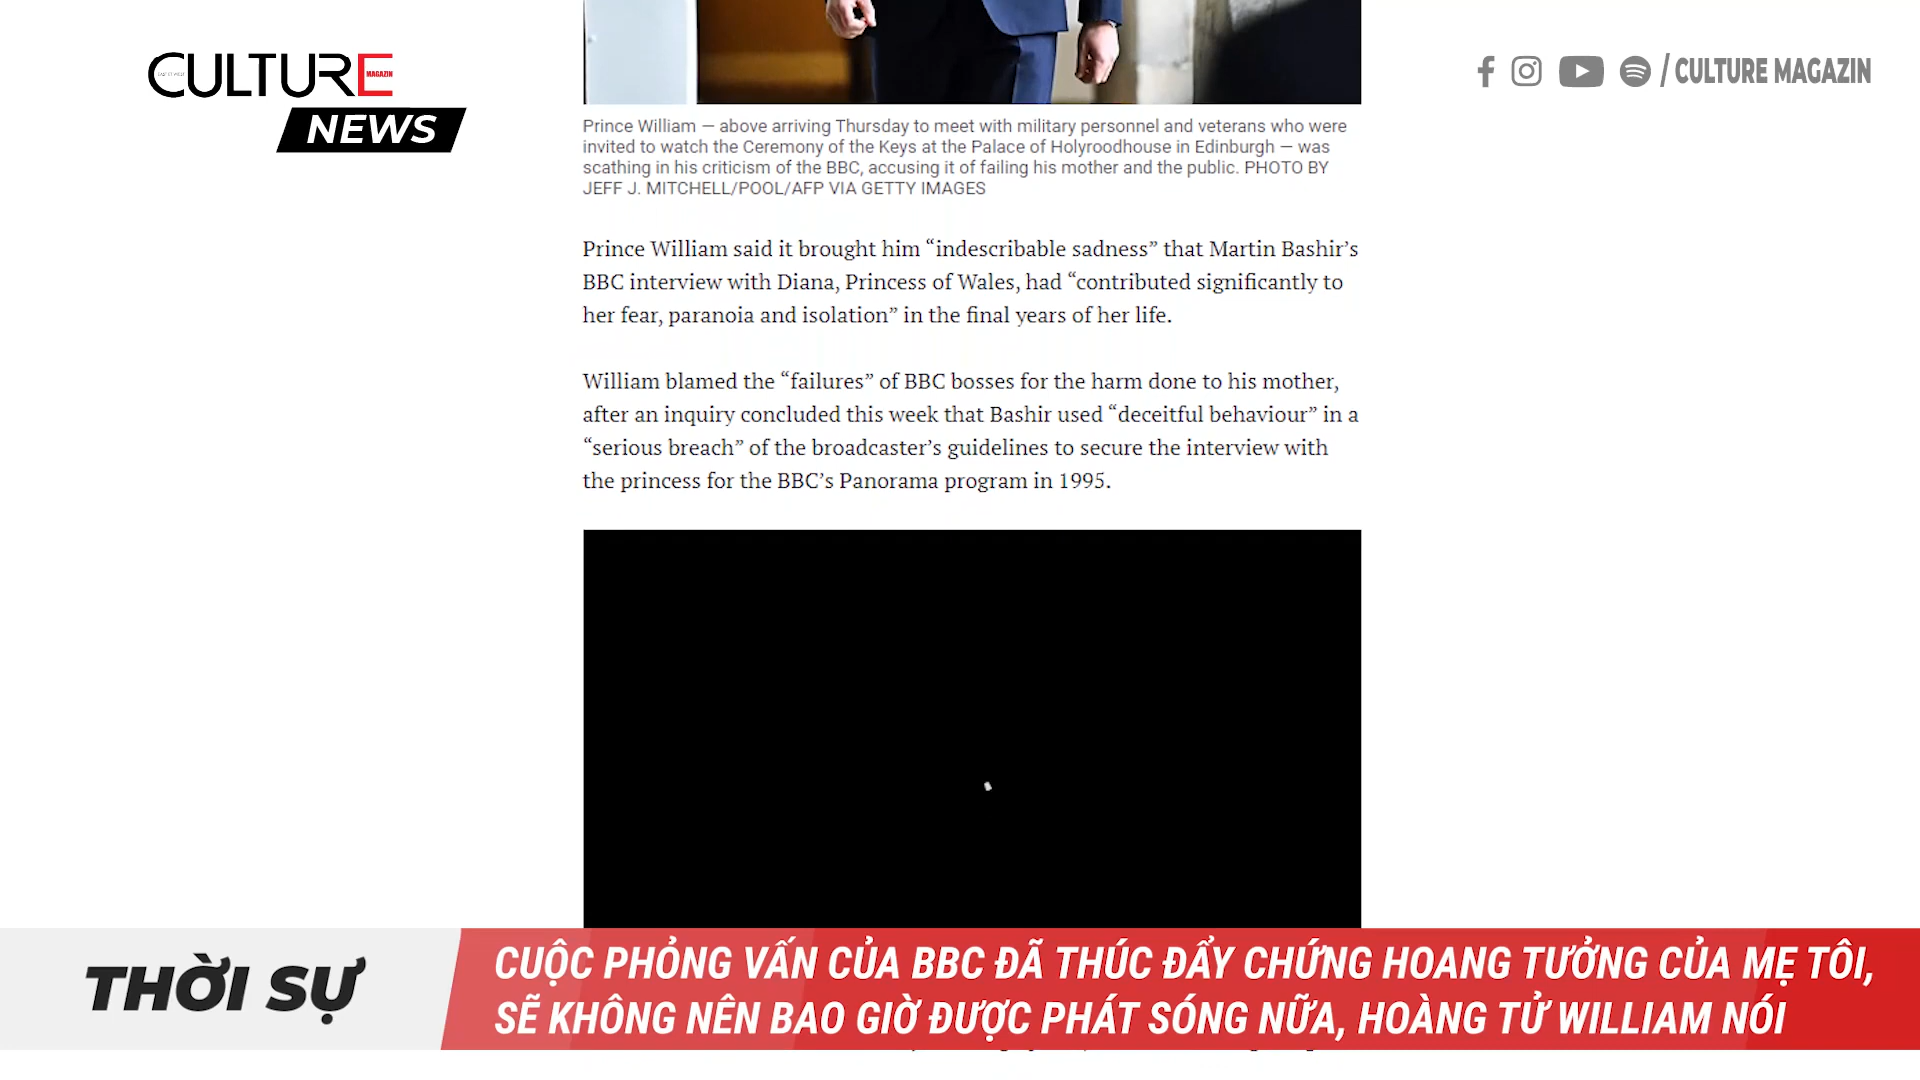 CULTURE
MAGAZIN
NEWS
/ CULTURE MAGAZIN
Prince William — above arriving Thursday to meet with military personnel and veterans who were
invited to watch the Ceremony of the Keys at the Palace of Holyroodhouse in Edinburgh — was
scathing in his criticism of the BBC, accusing it of failing his mother and the public. PHOTO BY
JEFF J. MITCHELL/POOL/AFP VIA GETTY IMAGES
Prince William said it brought him “indescribable sadness” that Martin Bashir’s
BBC interview with Diana, Princess of Wales, had “contributed significantly to
her fear, paranoia and isolation” in the final years of her life.
William blamed the “failures” of BBC bosses for the harm done to his mother,
after an inquiry concluded this week that Bashir used “deceitful behaviour” in a
“serious breach” of the broadcaster’s guidelines to secure the interview with
the princess for the BBC’s Panorama program in 1995.
THỜI SỰ
CUỘC PHỎNG VẤN CỦA BBC ĐÃ THÚC ĐẨY CHỨNG HOANG TƯỞNG CỦA MẸ TÔI,
SẼ KHÔNG NÊN BAO GIỜ ĐƯỢC PHÁT SÓNG NỮA, HOÀNG TỬ WILLIAM NÓI